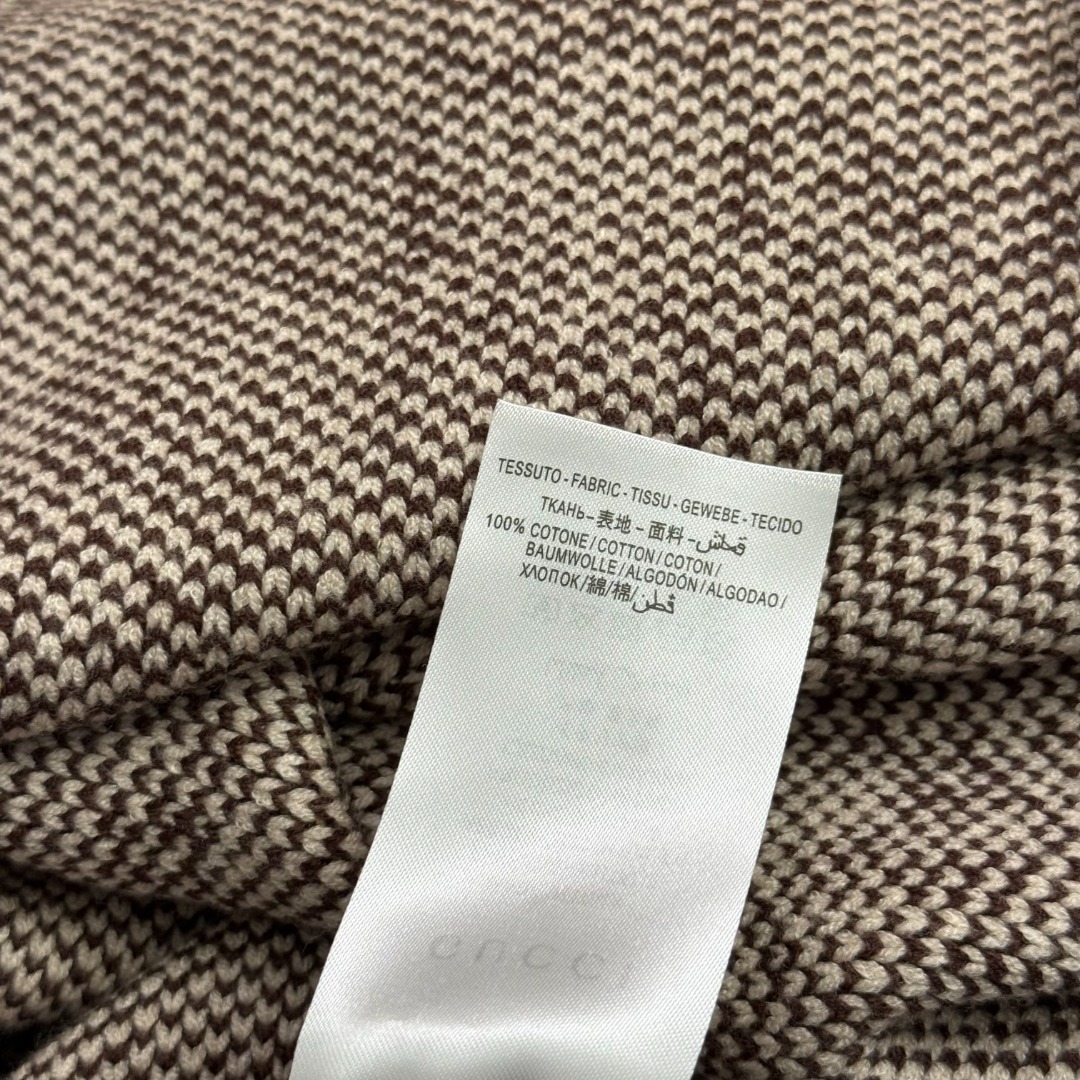 TESSUTO - FABRIC - TISSU - GEWEBE - TECIDO
ТКАНЬ – 表地 – 面料 – قماش
100% COTONE / COTTON / COTON /
BAUMWOLLE / ALGODÓN / ALGODAO /
ХЛОПОК/綿/棉/قطن